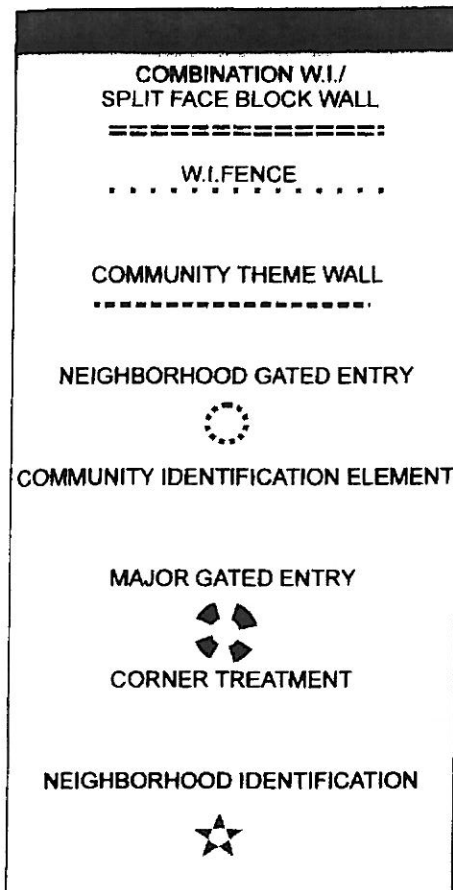 COMBINATION W.I./
SPLIT FACE BLOCK WALL
W.I.FENCE
COMMUNITY THEME WALL
NEIGHBORHOOD GATED ENTRY
COMMUNITY IDENTIFICATION ELEMENT
MAJOR GATED ENTRY
CORNER TREATMENT
NEIGHBORHOOD IDENTIFICATION